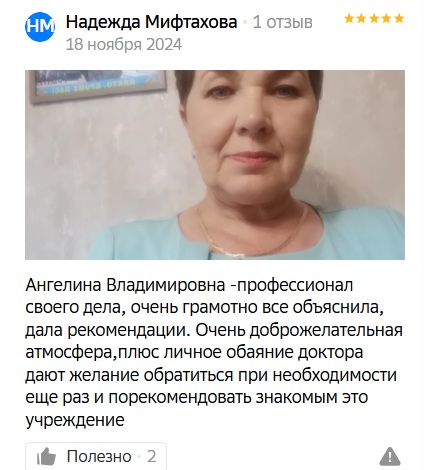 НМ
Надежда Мифтахова · 1 отзыв
18 ноября 2024
Ангелина Владимировна -профессионал
своего дела, очень грамотно все объяснила,
дала рекомендации. Очень доброжелательная
атмосфера,плюс личное обаяние доктора
дают желание обратиться при необходимости
еще раз и порекомендовать знакомым это
учреждение
Полезно · 2